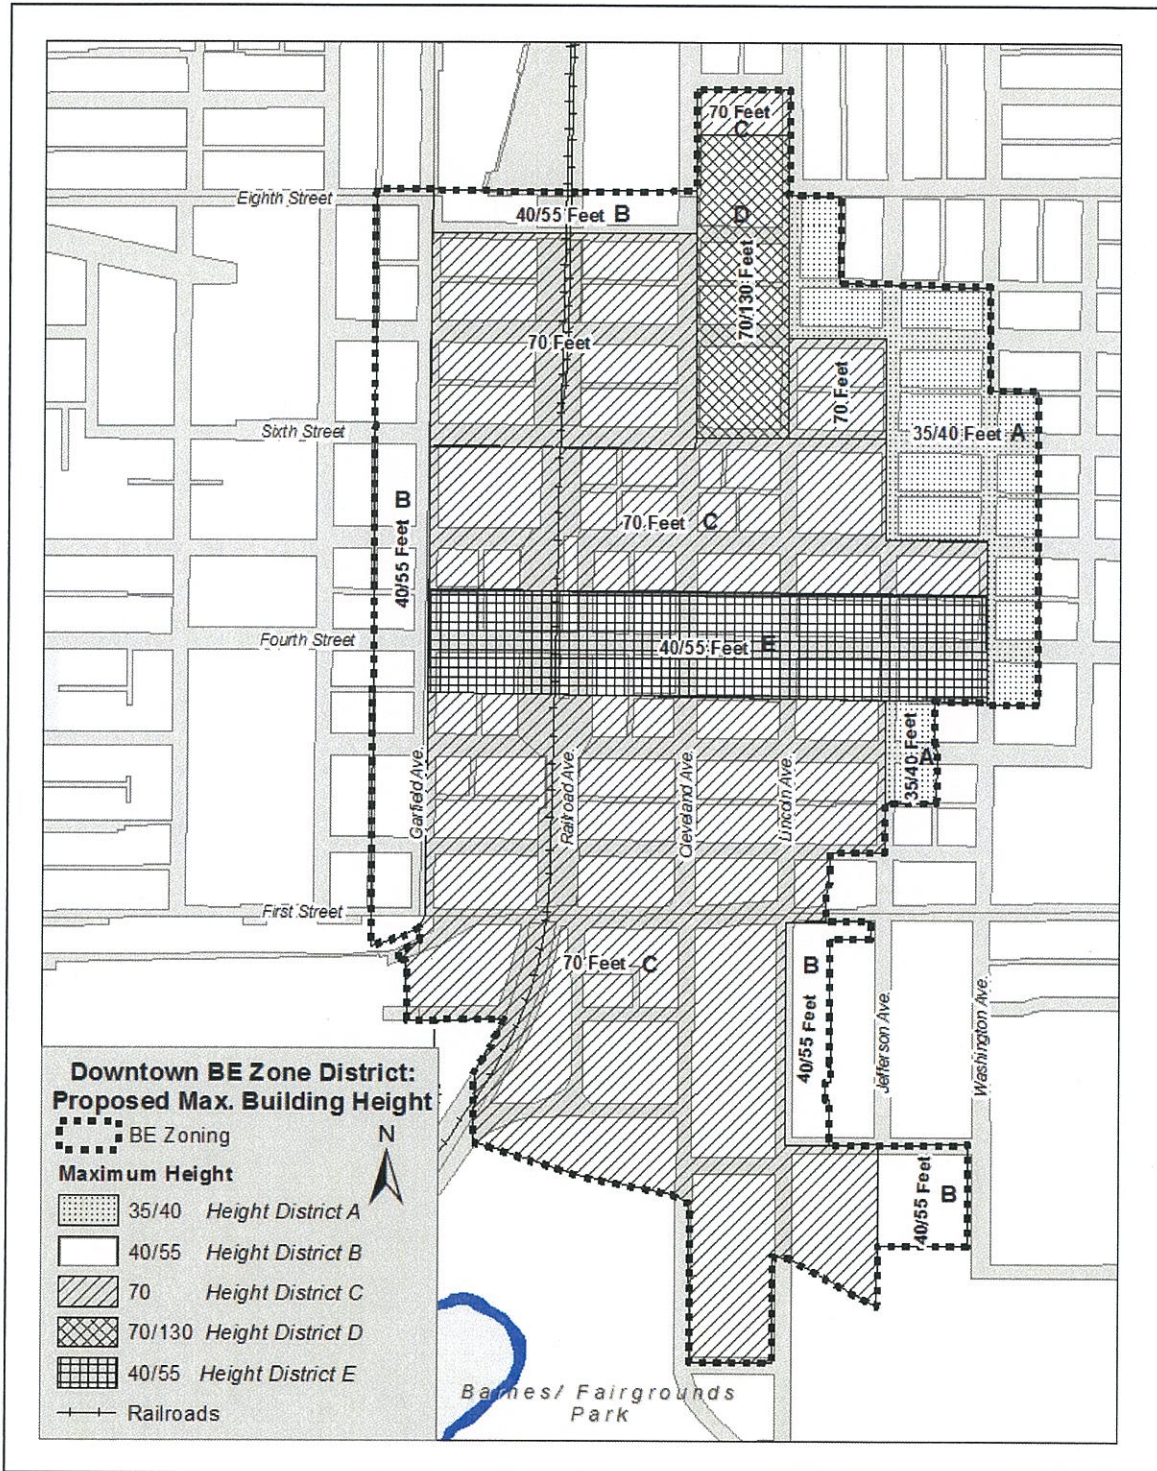 70 Feet
C
Eighth Street
40/55 Feet B
D
70/130 Feet
70 Feet
70 Feet
Sixth Street
35/40 Feet A
B
40/55 Feet
70 Feet C
Fourth Street
40/55 Feet E
35/40 Feet
A
Garfield Ave.
Railroad Ave.
Cleveland Ave.
Lincoln Ave.
First Street
70 Feet C
B
40/55 Feet
Jefferson Ave.
Washington Ave.
40/55 Feet
B
Downtown BE Zone District:
Proposed Max. Building Height
BE Zoning
N
Maximum Height
35/40 Height District A
40/55 Height District B
70 Height District C
70/130 Height District D
40/55 Height District E
Railroads
Barnes/ Fairgrounds
Park